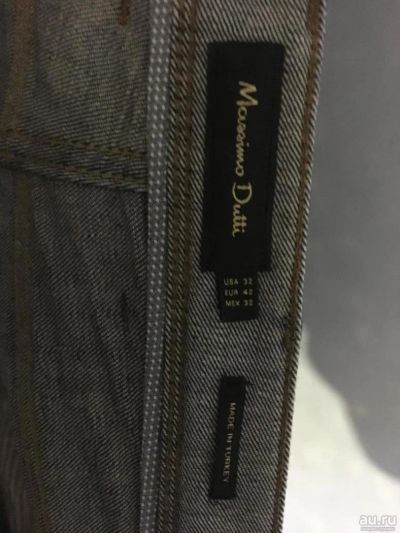 Massimo Dutti
USA 32
EUR 42
MEX 32
MADE IN TURKEY
au.ru